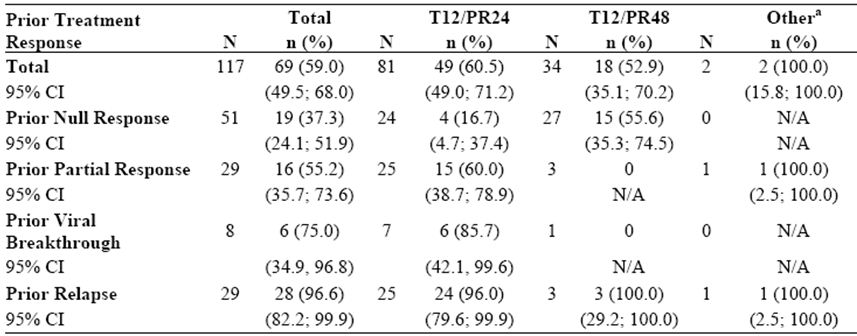 Prior Treatment Total T12/PR24 T12/PR48 Otherᵃ
Response N n (%) N n (%) N n (%) N n (%)
Total 117 69 (59.0) 81 49 (60.5) 34 18 (52.9) 2 2 (100.0)
95% CI (49.5; 68.0) (49.0; 71.2) (35.1; 70.2) (15.8; 100.0)
Prior Null Response 51 19 (37.3) 24 4 (16.7) 27 15 (55.6) 0 N/A
95% CI (24.1; 51.9) (4.7; 37.4) (35.3; 74.5) N/A
Prior Partial Response 29 16 (55.2) 25 15 (60.0) 3 0 1 1 (100.0)
95% CI (35.7; 73.6) (38.7; 78.9) N/A (2.5; 100.0)
Prior Viral
Breakthrough 8 6 (75.0) 7 6 (85.7) 1 0 0 N/A
95% CI (34.9, 96.8) (42.1, 99.6) N/A N/A
Prior Relapse 29 28 (96.6) 25 24 (96.0) 3 3 (100.0) 1 1 (100.0)
95% CI (82.2; 99.9) (79.6; 99.9) (29.2; 100.0) (2.5; 100.0)